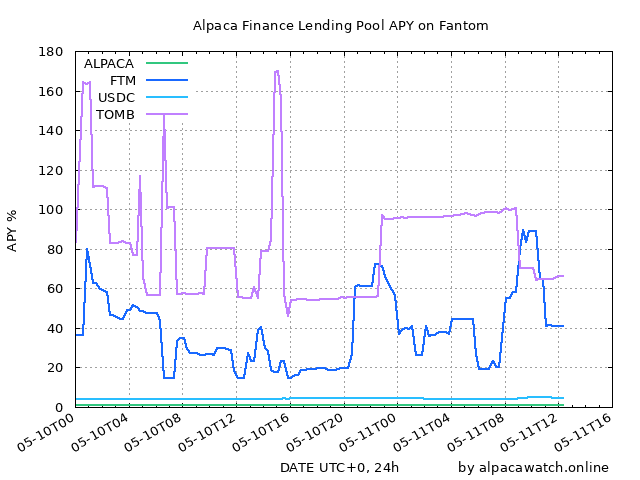 Alpaca Finance Lending Pool APY on Fantom
APY %
180
160
140
120
100
80
60
40
20
0
ALPACA
FTM
USDC
TOMB
05-10T00
05-10T04
05-10T08
05-10T12
05-10T16
05-10T20
05-11T00
05-11T04
05-11T08
05-11T12
05-11T16
DATE UTC+0, 24h
by alpacawatch.online